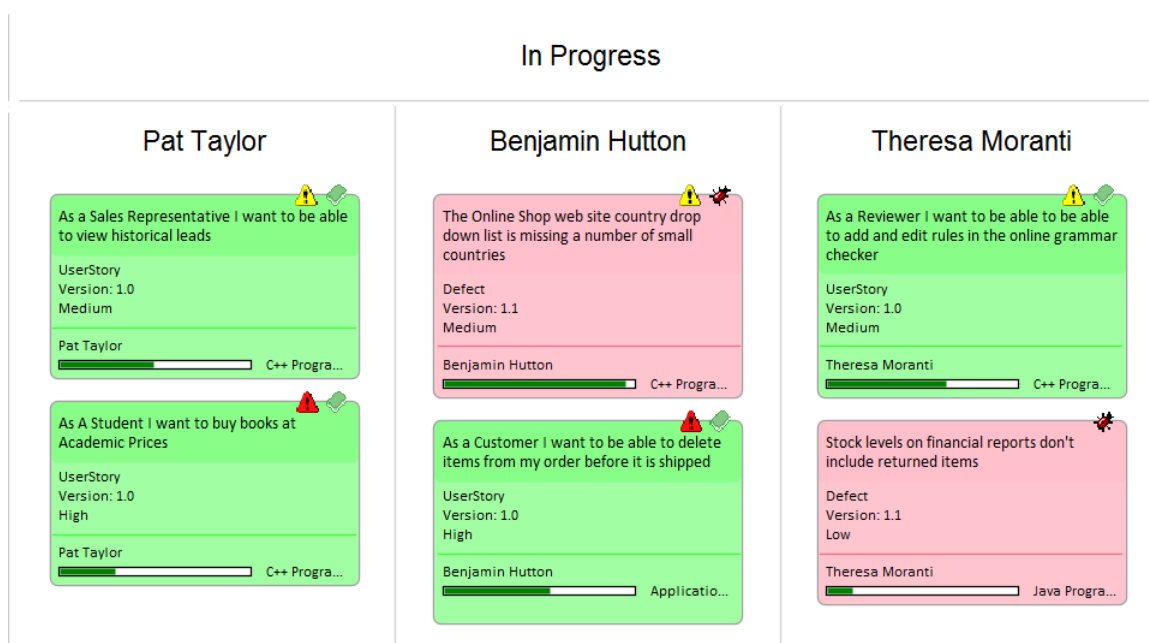 In Progress
Pat Taylor
As a Sales Representative I want to be able
to view historical leads
UserStory
Version: 1.0
Medium
Pat Taylor
C++ Progra...
As A Student I want to buy books at
Academic Prices
UserStory
Version: 1.0
High
Pat Taylor
C++ Progra...
Benjamin Hutton
The Online Shop web site country drop
down list is missing a number of small
countries
Defect
Version: 1.1
Medium
Benjamin Hutton
C++ Progra...
As a Customer I want to be able to delete
items from my order before it is shipped
UserStory
Version: 1.0
High
Benjamin Hutton
Applicatio...
Theresa Moranti
As a Reviewer I want to be able to be able
to add and edit rules in the online grammar
checker
UserStory
Version: 1.0
Medium
Theresa Moranti
C++ Progra...
Stock levels on financial reports don't
include returned items
Defect
Version: 1.1
Low
Theresa Moranti
Java Progra...